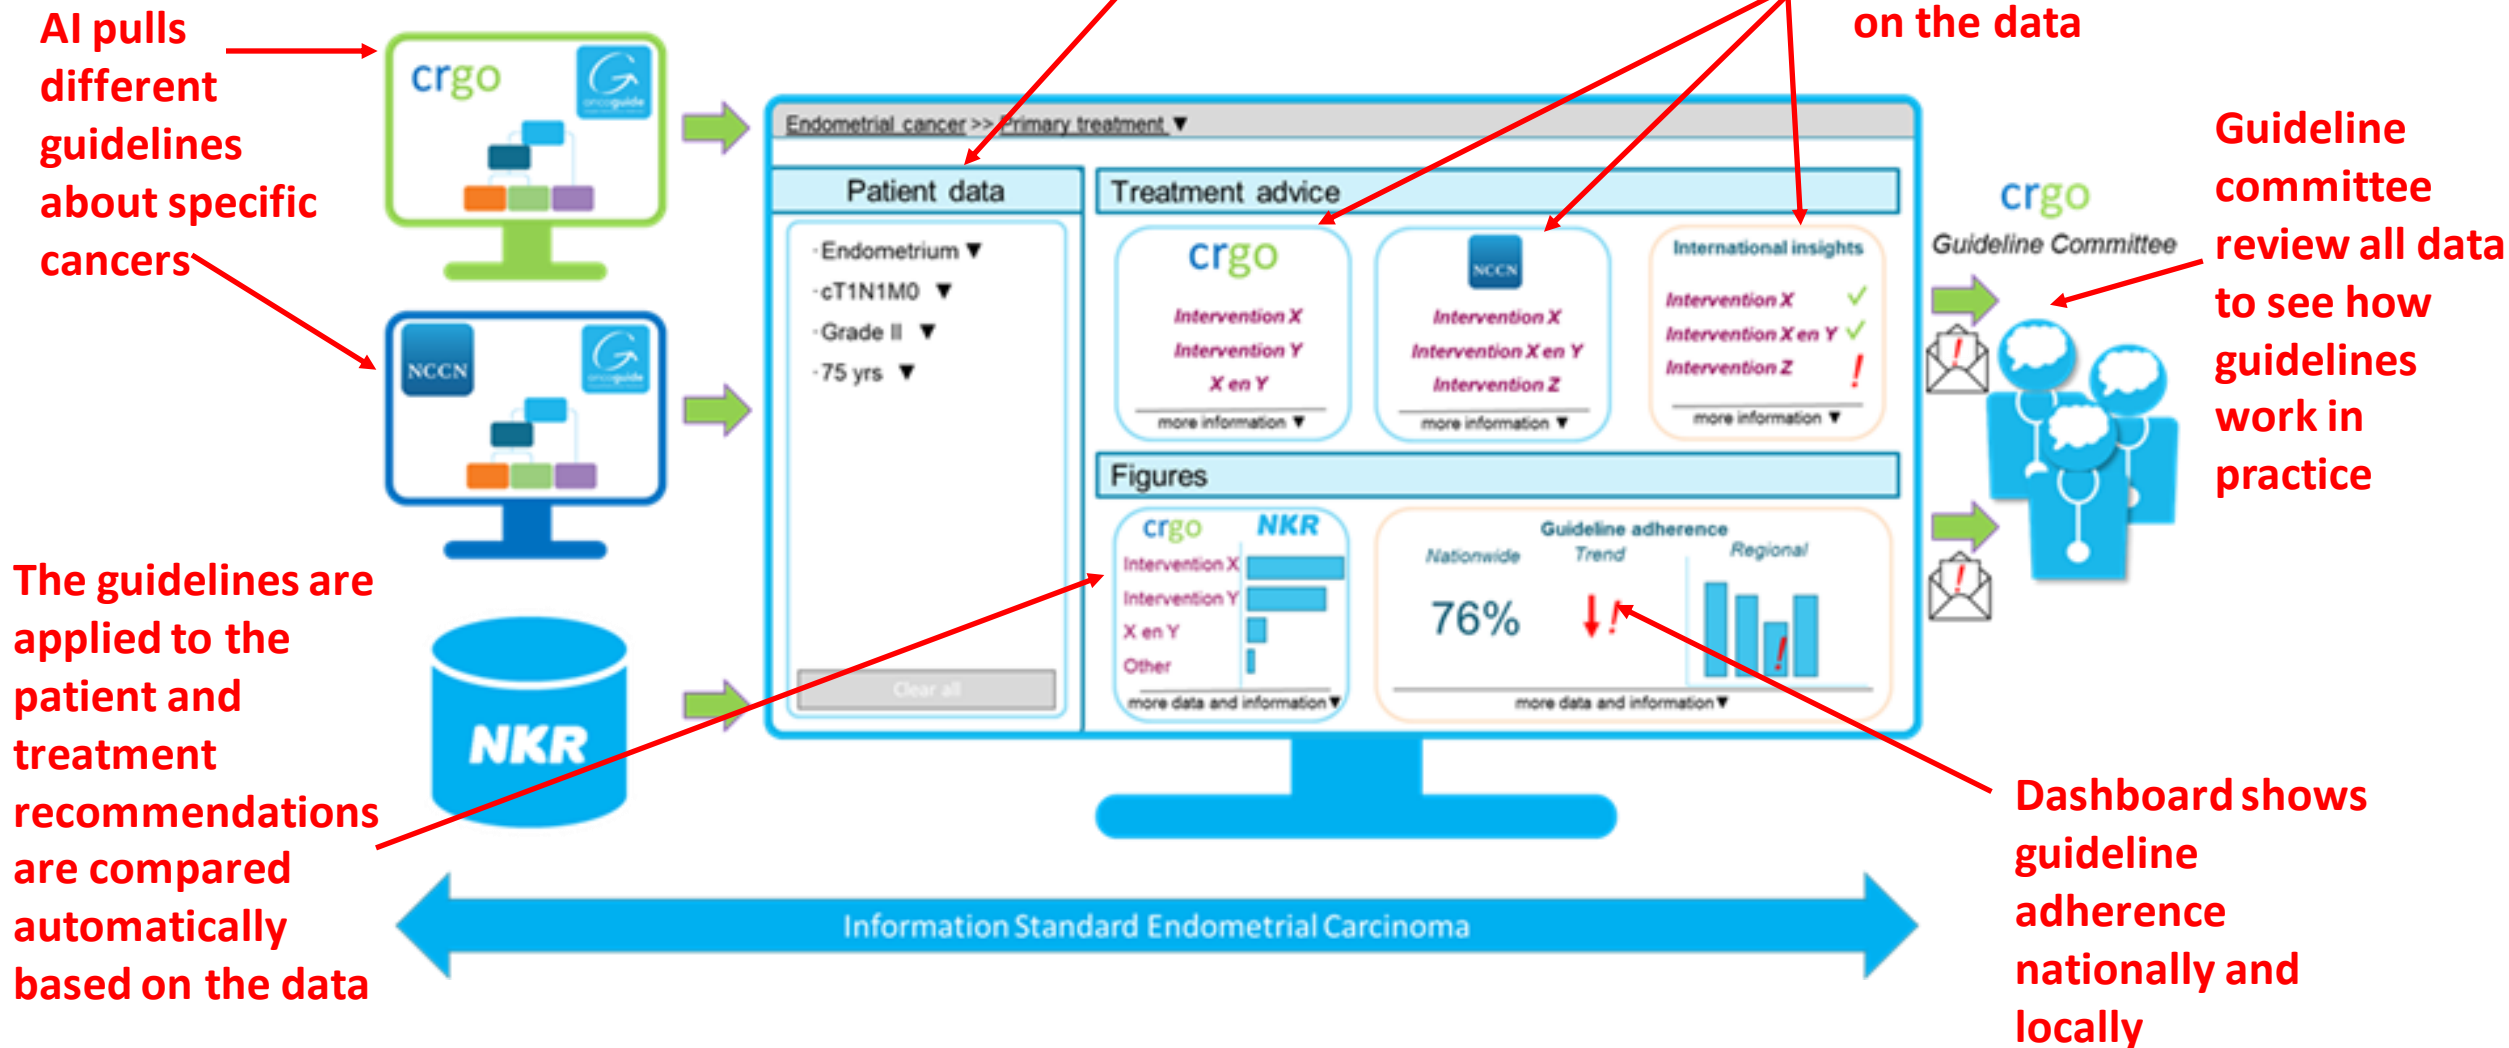 AI pulls
different
guidelines
about specific
cancers
on the data
crgo
oncoguide
NCCN
oncoguide
NKR
The guidelines are
applied to the
patient and
treatment
recommendations
are compared
automatically
based on the data
Endometrial cancer >> Primary treatment ▼
Patient data
- Endometrium ▼
- cT1N1M0 ▼
- Grade II ▼
- 75 yrs ▼
Clear all
Treatment advice
crgo
Intervention X
Intervention Y
X en Y
more information ▼
NCCN
Intervention X
Intervention X en Y
Intervention Z
more information ▼
International insights
Intervention X ✓
Intervention X en Y ✓
Intervention Z !
more information ▼
Figures
crgo NKR
Intervention X
Intervention Y
X en Y
Other
more data and information ▼
Guideline adherence
Nationwide Trend Regional
76% ↓ ! !
more data and information ▼
crgo
Guideline Committee
!
!
Guideline
committee
review all data
to see how
guidelines
work in
practice
Dashboard shows
guideline
adherence
nationally and
locally
Information Standard Endometrial Carcinoma